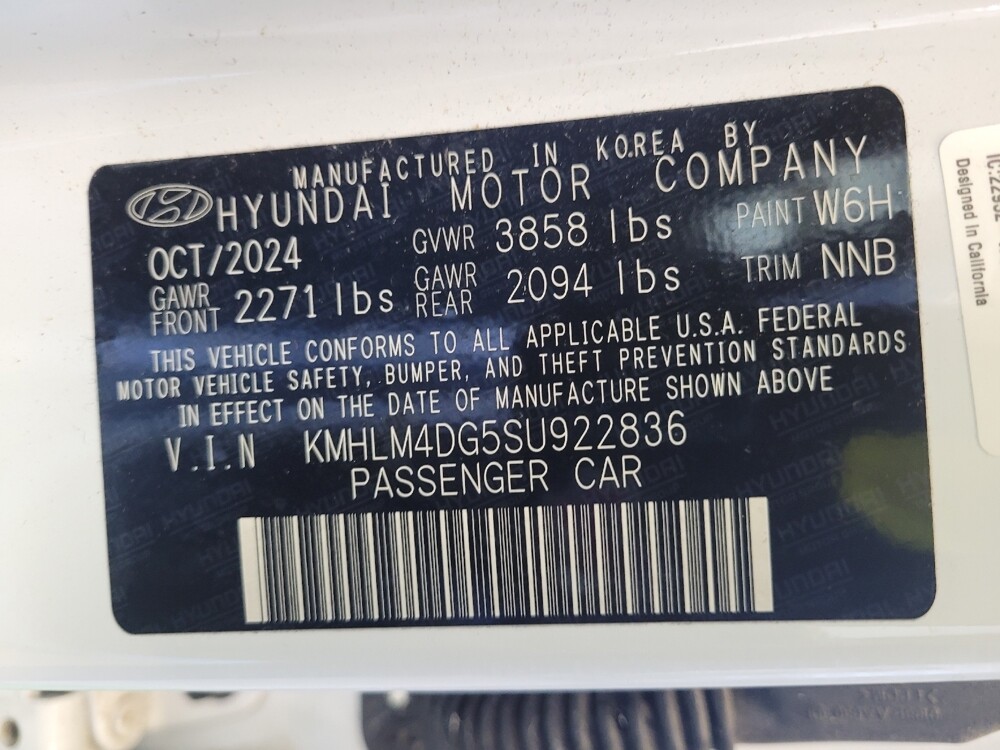 MANUFACTURED IN KOREA BY
HYUNDAI MOTOR COMPANY
OCT/2024 GVWR 3858 lbs PAINT W6H
GAWR FRONT 2271 lbs GAWR REAR 2094 lbs TRIM NNB
THIS VEHICLE CONFORMS TO ALL APPLICABLE U.S.A. FEDERAL
MOTOR VEHICLE SAFETY, BUMPER, AND THEFT PREVENTION STANDARDS
IN EFFECT ON THE DATE OF MANUFACTURE SHOWN ABOVE
V.I.N KMHLM4DG5SU922836
PASSENGER CAR
Designed in California